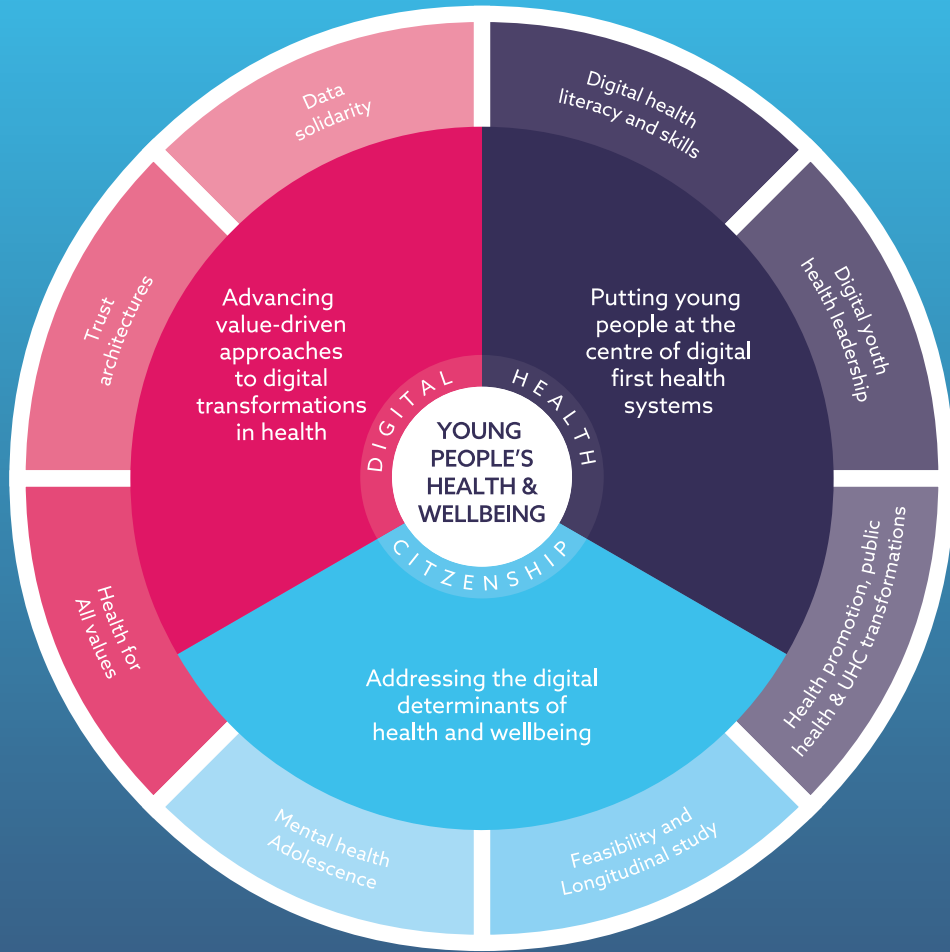 Data
solidarity
Digital health
literacy and skills
Trust
architectures
Digital youth
health leadership
Advancing
value-driven
approaches
to digital
transformations
in health
Putting young
people at the
centre of digital
first health
systems
DIGITAL
HEALTH
CITIZENSHIP
YOUNG
PEOPLE'S
HEALTH &
WELLBEING
Health for
All values
Health promotion, public
health & UHC transformations
Addressing the digital
determinants of
health and wellbeing
Mental health
Adolescence
Feasibility and
Longitudinal study